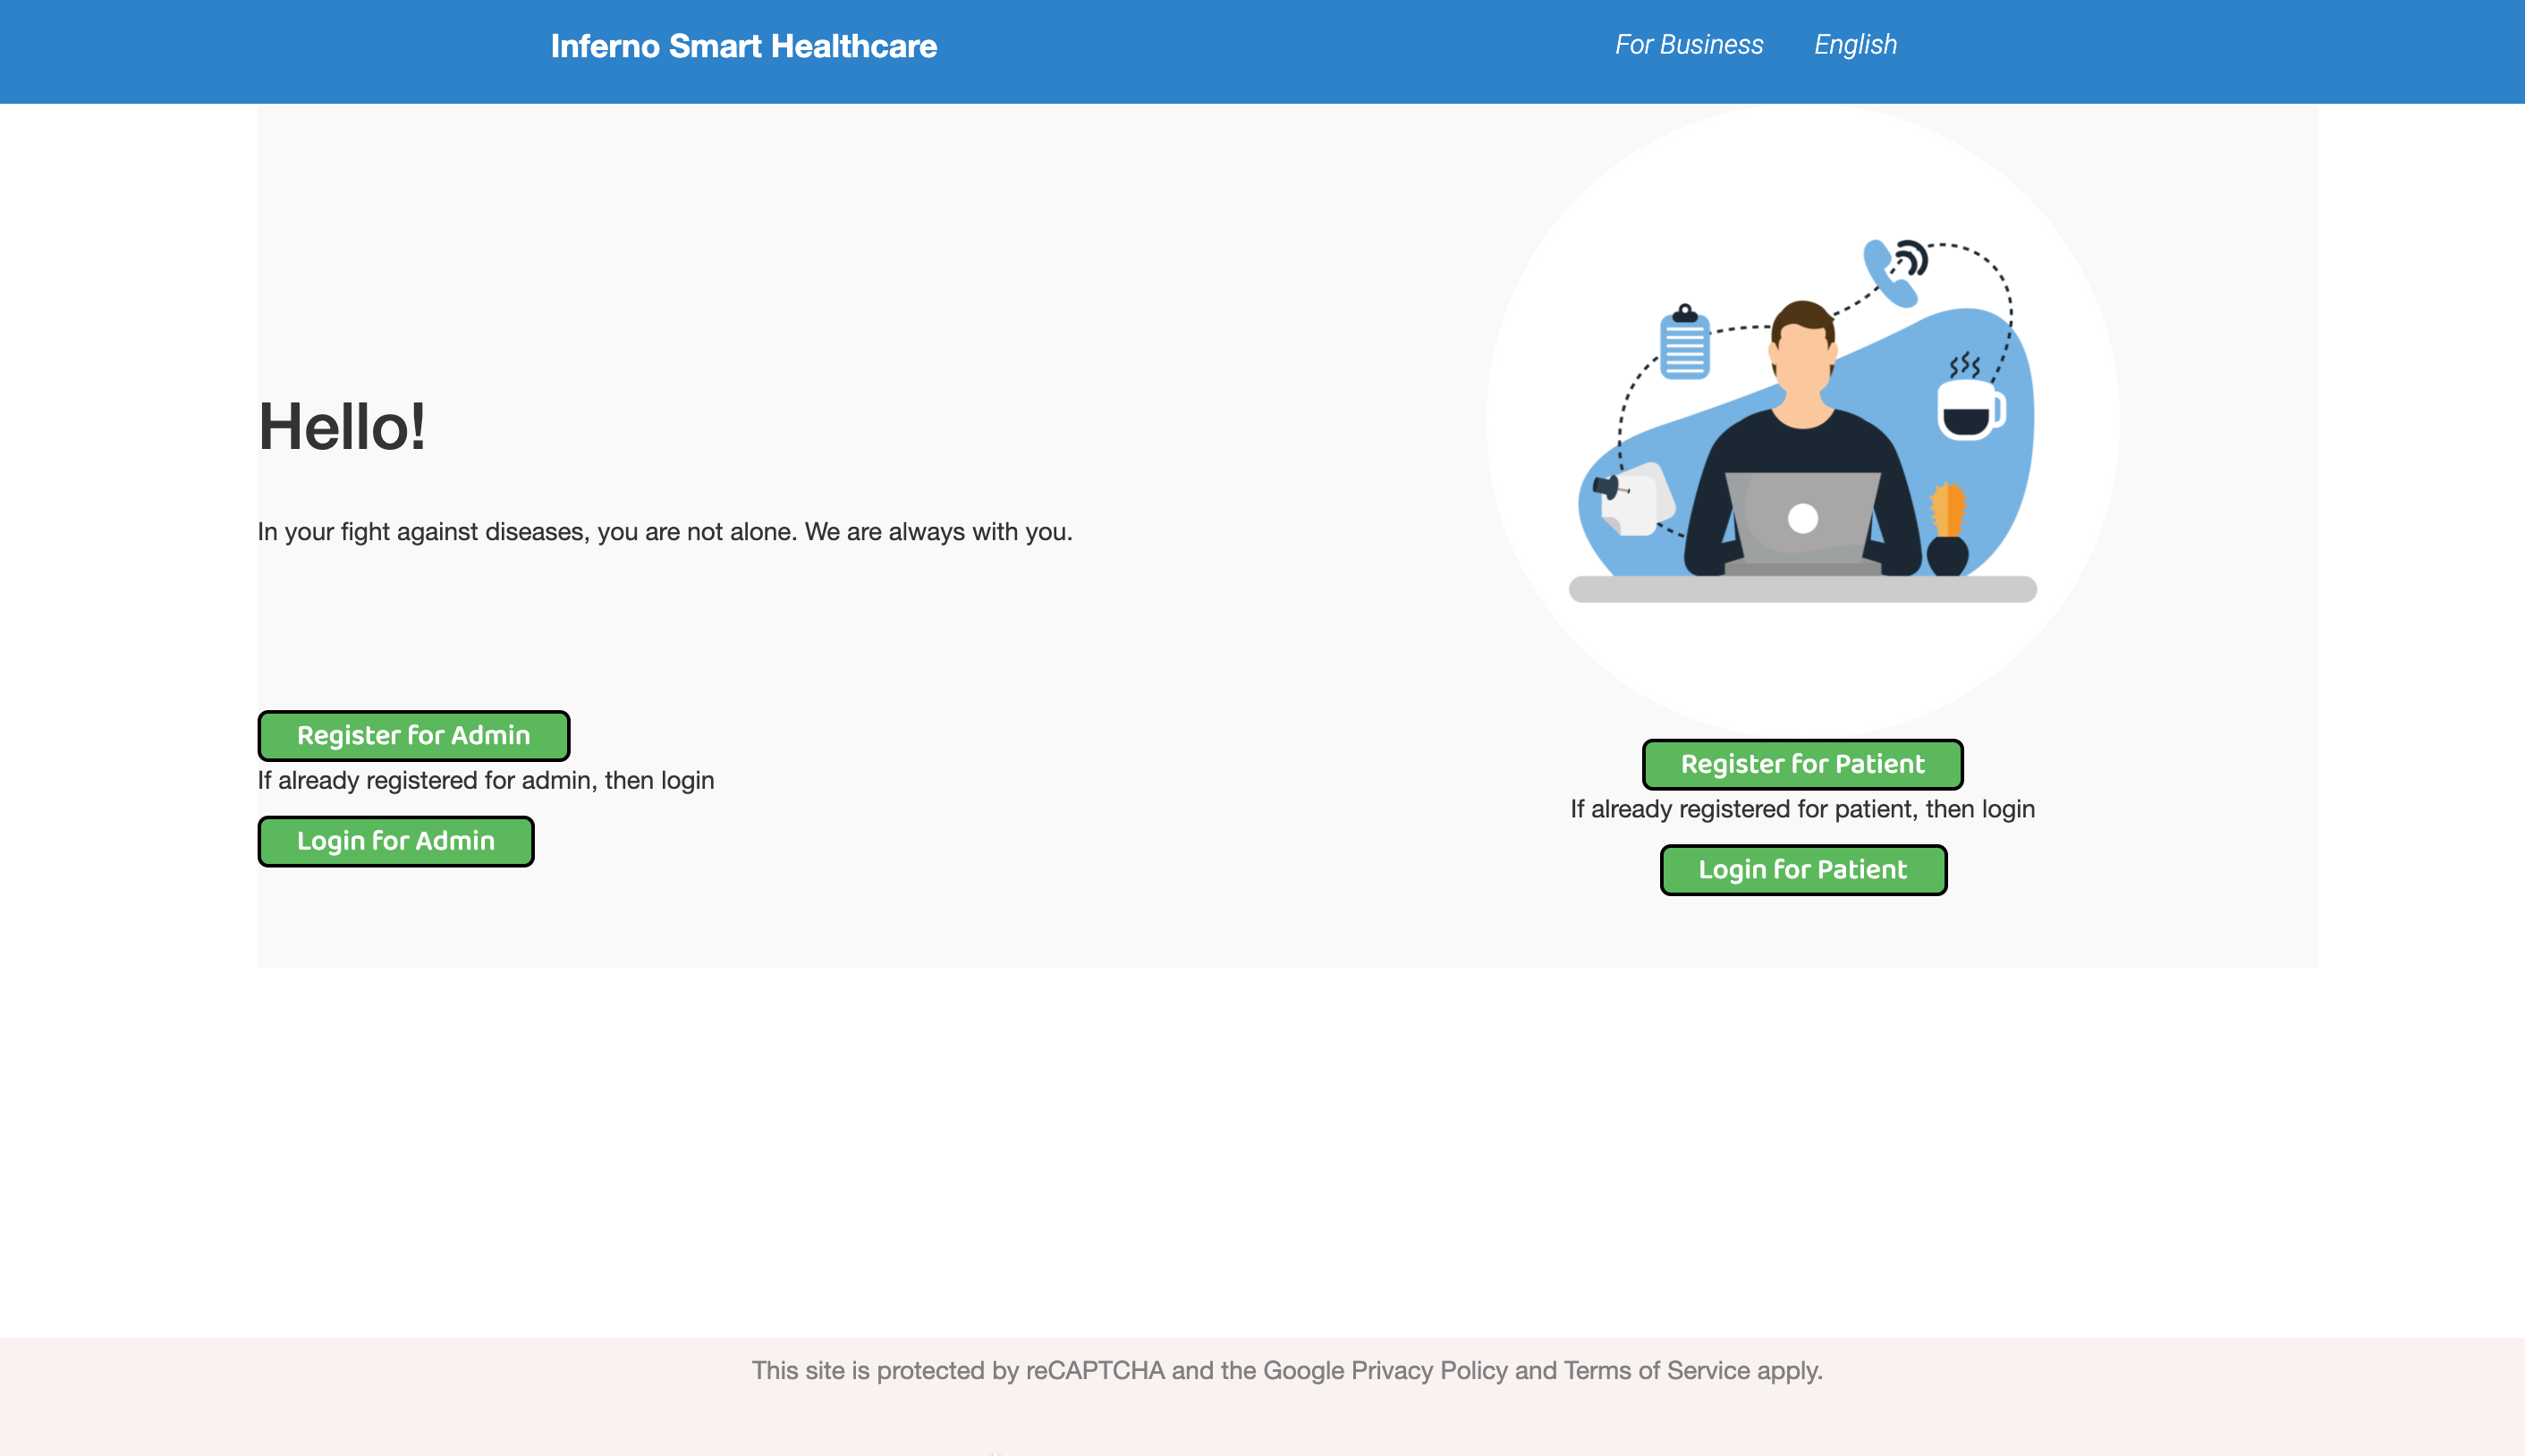 Inferno Smart Healthcare
For Business
English
Hello!
In your fight against diseases, you are not alone. We are always with you.
Register for Admin
If already registered for admin, then login
Login for Admin
Register for Patient
If already registered for patient, then login
Login for Patient
This site is protected by reCAPTCHA and the Google Privacy Policy and Terms of Service apply.